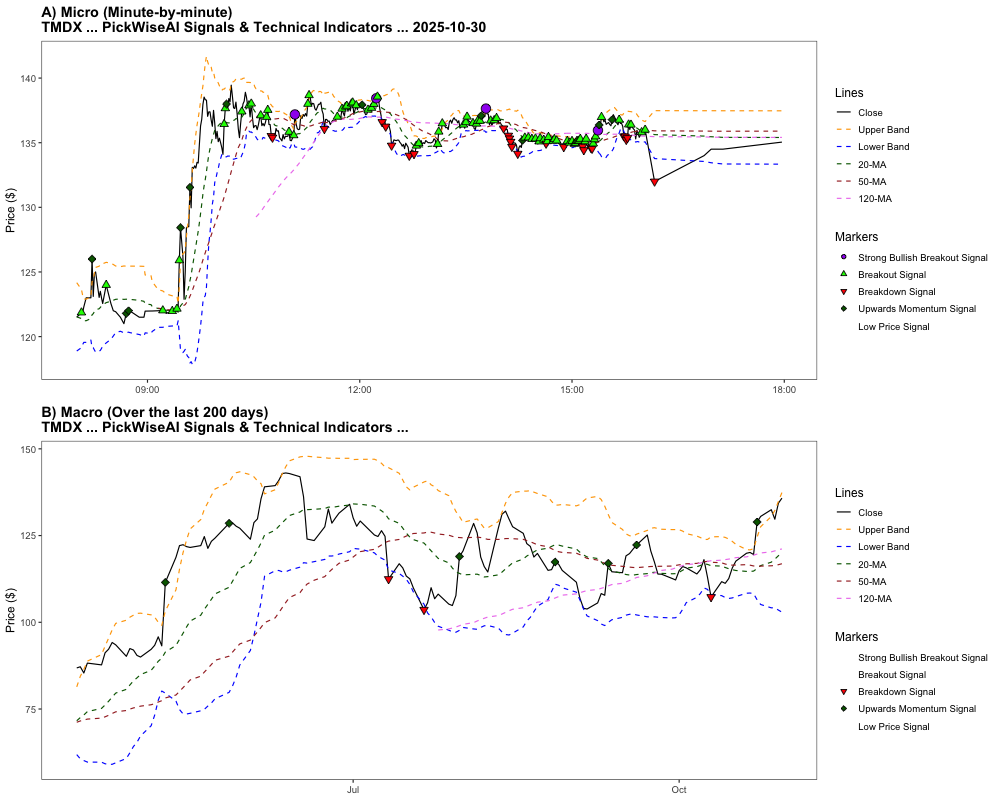 A) Micro (Minute-by-minute)
TMDX ... PickWiseAI Signals & Technical Indicators ... 2025-10-30
Price ($)
140
135
130
125
120
09:00
12:00
15:00
18:00
Lines
Close
Upper Band
Lower Band
20-MA
50-MA
120-MA
Markers
Strong Bullish Breakout Signal
Breakout Signal
Breakdown Signal
Upwards Momentum Signal
Low Price Signal
B) Macro (Over the last 200 days)
TMDX ... PickWiseAI Signals & Technical Indicators ...
Price ($)
150
125
100
75
Jul
Oct
Lines
Close
Upper Band
Lower Band
20-MA
50-MA
120-MA
Markers
Strong Bullish Breakout Signal
Breakout Signal
Breakdown Signal
Upwards Momentum Signal
Low Price Signal